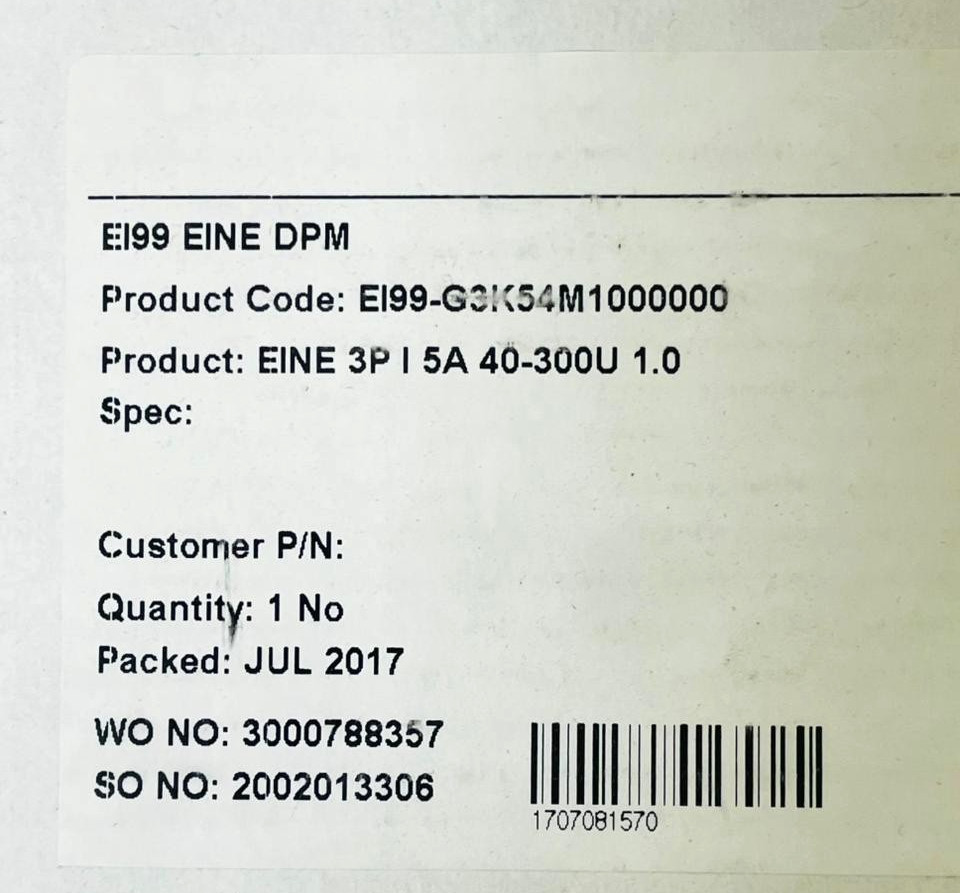 EI99 EINE DPM
Product Code: EI99-G3K54M1000000
Product: EINE 3P I 5A 40-300U 1.0
Spec:
Customer P/N:
Quantity: 1 No
Packed: JUL 2017
WO NO: 3000788357
SO NO: 2002013306
1707081570